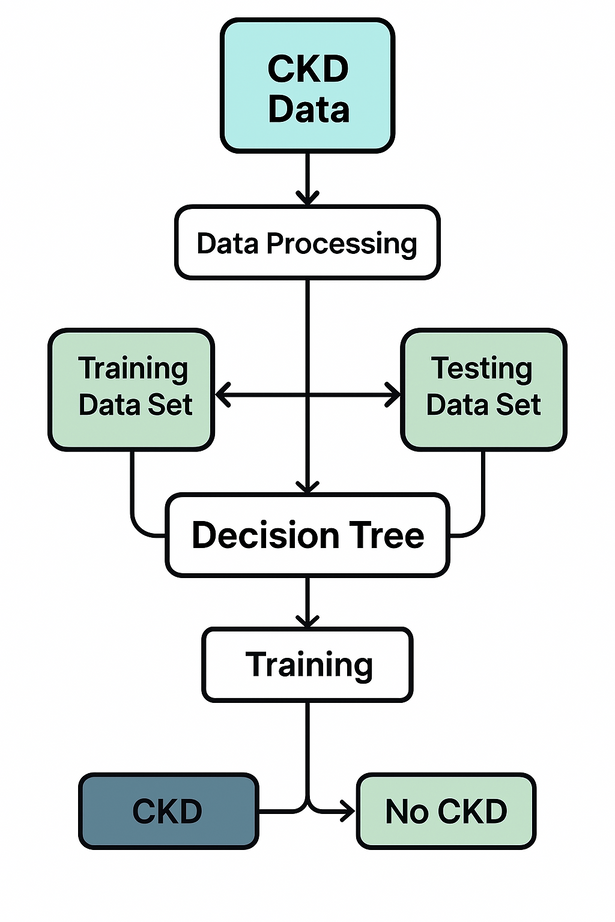 CKD
Data
Data Processing
Training
Data Set
Testing
Data Set
Decision Tree
Training
CKD
No CKD